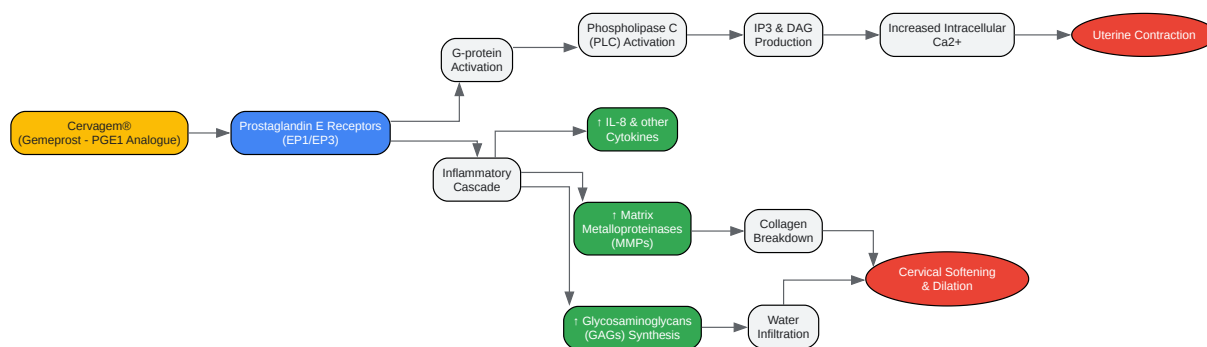 Phospholipase C
(PLC) Activation
IP3 & DAG
Production
Increased Intracellular
Ca2+
Uterine Contraction
G-protein
Activation
Cervagem®
(Gemeprost - PGE1 Analogue)
Prostaglandin E Receptors
(EP1/EP3)
↑ IL-8 & other
Cytokines
Inflammatory
Cascade
↑ Matrix
Metalloproteinases
(MMPs)
Collagen
Breakdown
Cervical Softening
& Dilation
↑ Glycosaminoglycans
(GAGs) Synthesis
Water
Infiltration